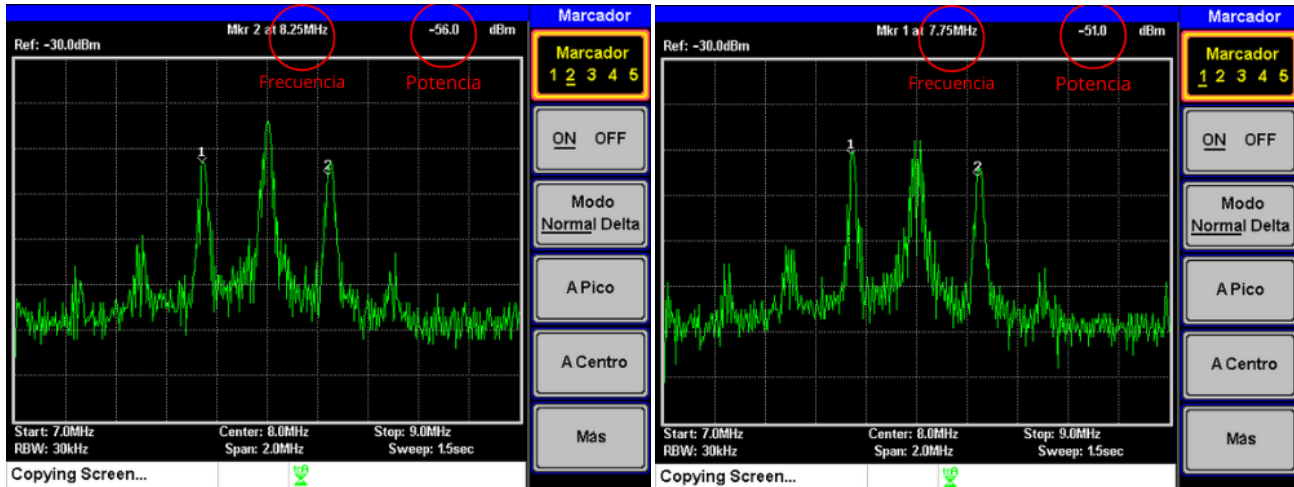 Marcador
Mkr 2 at 8.25MHz
-56.0 dBm
Ref: -30.0dBm
Frecuencia
Potencia
1
2
Marcador
1 2 3 4 5
ON OFF
Modo
Normal Delta
A Pico
A Centro
Más
Start: 7.0MHz
Center: 8.0MHz
Stop: 9.0MHz
RBW: 30kHz
Span: 2.0MHz
Sweep: 1.5sec
Copying Screen...
trA
Marcador
Mkr 1 at 7.75MHz
-51.0 dBm
Ref: -30.0dBm
Frecuencia
Potencia
1
2
Marcador
1 2 3 4 5
ON OFF
Modo
Normal Delta
A Pico
A Centro
Más
Start: 7.0MHz
Center: 8.0MHz
Stop: 9.0MHz
RBW: 30kHz
Span: 2.0MHz
Sweep: 1.5sec
Copying Screen...
trA